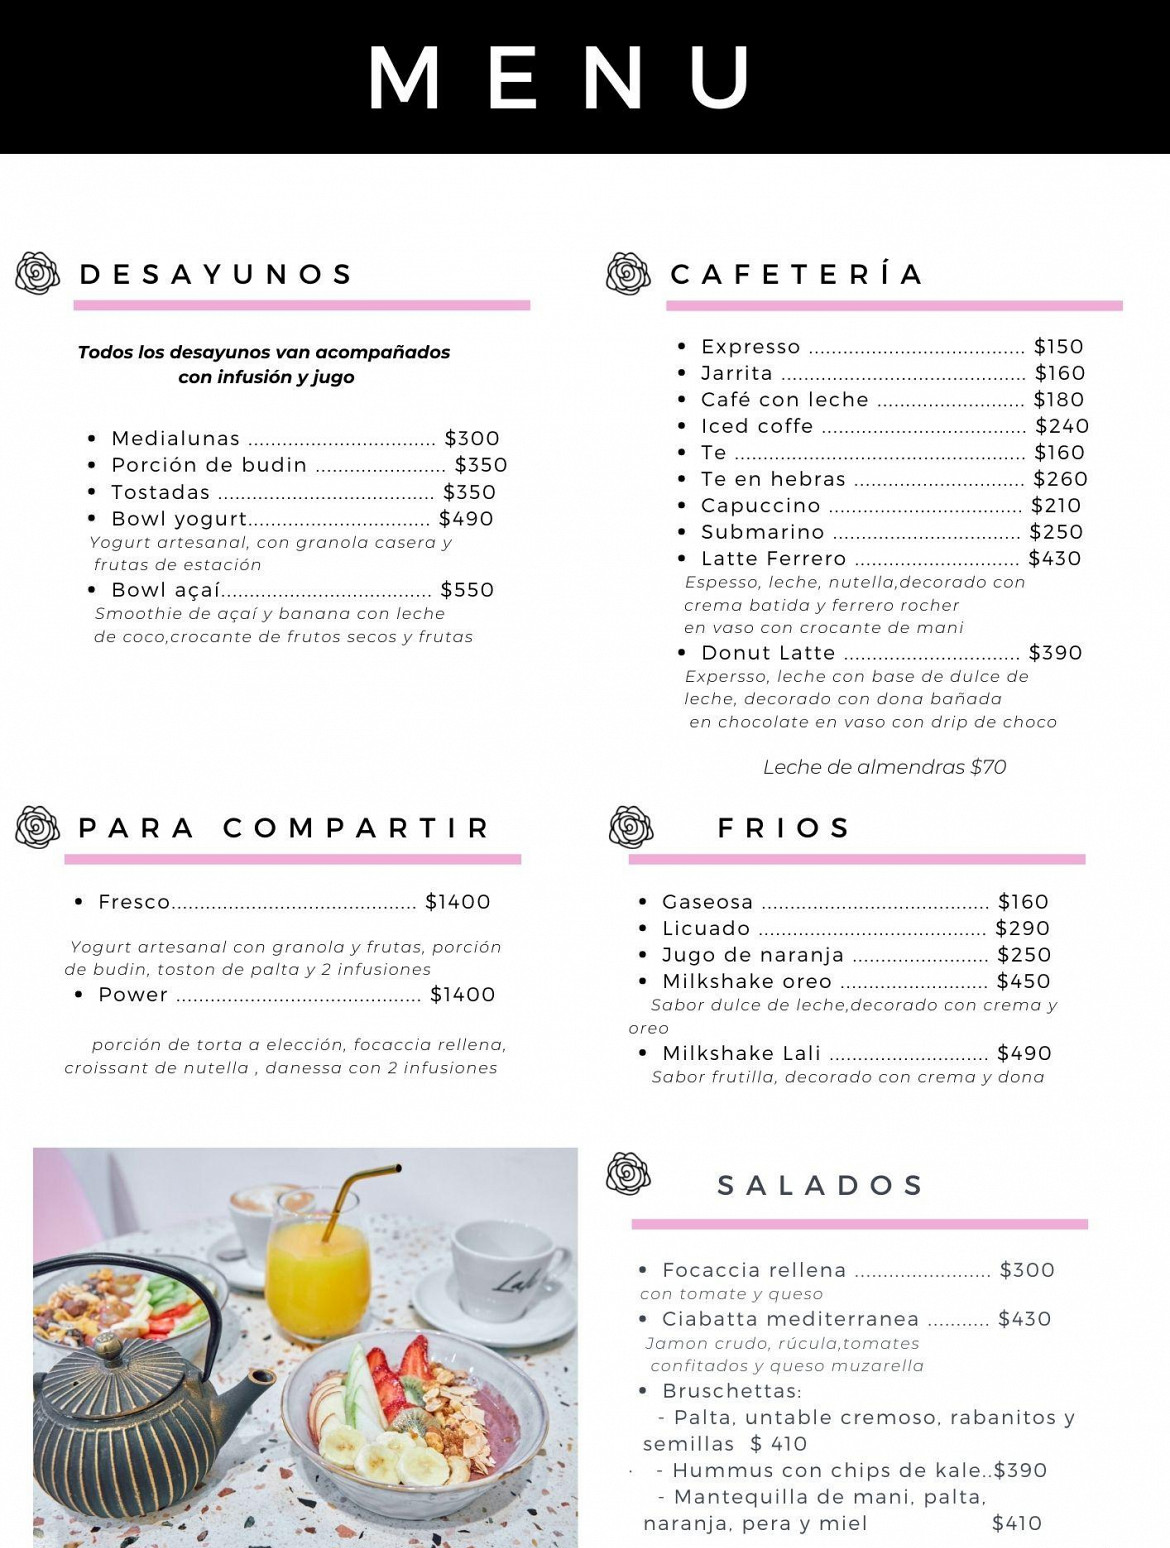 MENU
DESAYUNOS
Todos los desayunos van acompañados
con infusión y jugo
• Medialunas ................................. $300
• Porción de budin ....................... $350
• Tostadas ...................................... $350
• Bowl yogurt................................ $490
Yogurt artesanal, con granola casera y
frutas de estación
• Bowl açaí..................................... $550
Smoothie de açaí y banana con leche
de coco,crocante de frutos secos y frutas
CAFETERÍA
• Expresso ...................................... $150
• Jarrita ........................................... $160
• Café con leche .......................... $180
• Iced coffe .................................... $240
• Te ................................................... $160
• Te en hebras .............................. $260
• Capuccino .................................. $210
• Submarino ................................. $250
• Latte Ferrero ............................. $430
Espesso, leche, nutella,decorado con
crema batida y ferrero rocher
en vaso con crocante de mani
• Donut Latte ............................... $390
Expersso, leche con base de dulce de
leche, decorado con dona bañada
en chocolate en vaso con drip de choco
Leche de almendras $70
PARA COMPARTIR
• Fresco........................................... $1400
Yogurt artesanal con granola y frutas, porción
de budin, toston de palta y 2 infusiones
• Power ........................................... $1400
porción de torta a elección, focaccia rellena,
croissant de nutella , danessa con 2 infusiones
FRIOS
• Gaseosa ........................................ $160
• Licuado ........................................ $290
• Jugo de naranja ........................ $250
• Milkshake oreo .......................... $450
Sabor dulce de leche,decorado con crema y
oreo
• Milkshake Lali ............................ $490
Sabor frutilla, decorado con crema y dona
SALADOS
• Focaccia rellena ........................ $300
con tomate y queso
• Ciabatta mediterranea ........... $430
Jamon crudo, rúcula,tomates
confitados y queso muzarella
• Bruschettas:
- Palta, untable cremoso, rabanitos y
semillas $ 410
· - Hummus con chips de kale..$390
- Mantequilla de mani, palta,
naranja, pera y miel $410